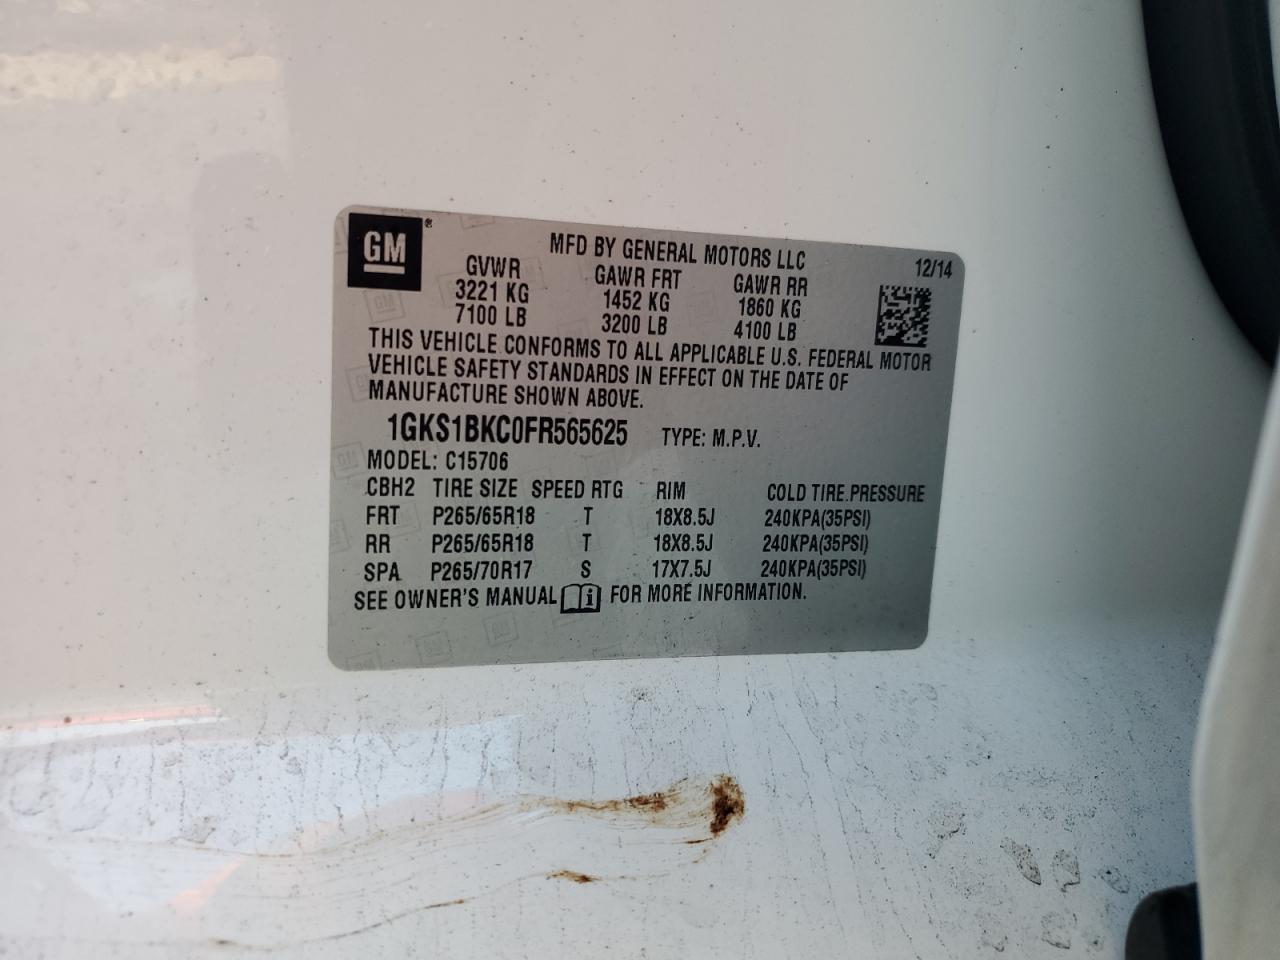 GM ®
MFD BY GENERAL MOTORS LLC 12/14
GVWR GAWR FRT GAWR RR
3221 KG 1452 KG 1860 KG
7100 LB 3200 LB 4100 LB
THIS VEHICLE CONFORMS TO ALL APPLICABLE U.S. FEDERAL MOTOR
VEHICLE SAFETY STANDARDS IN EFFECT ON THE DATE OF
MANUFACTURE SHOWN ABOVE.
1GKS1BKC0FR565625 TYPE: M.P.V.
MODEL: C15706
CBH2 TIRE SIZE SPEED RTG RIM COLD TIRE.PRESSURE
FRT P265/65R18 T 18X8.5J 240KPA(35PSI)
RR P265/65R18 T 18X8.5J 240KPA(35PSI)
SPA P265/70R17 S 17X7.5J 240KPA(35PSI)
SEE OWNER'S MANUAL i FOR MORE INFORMATION.